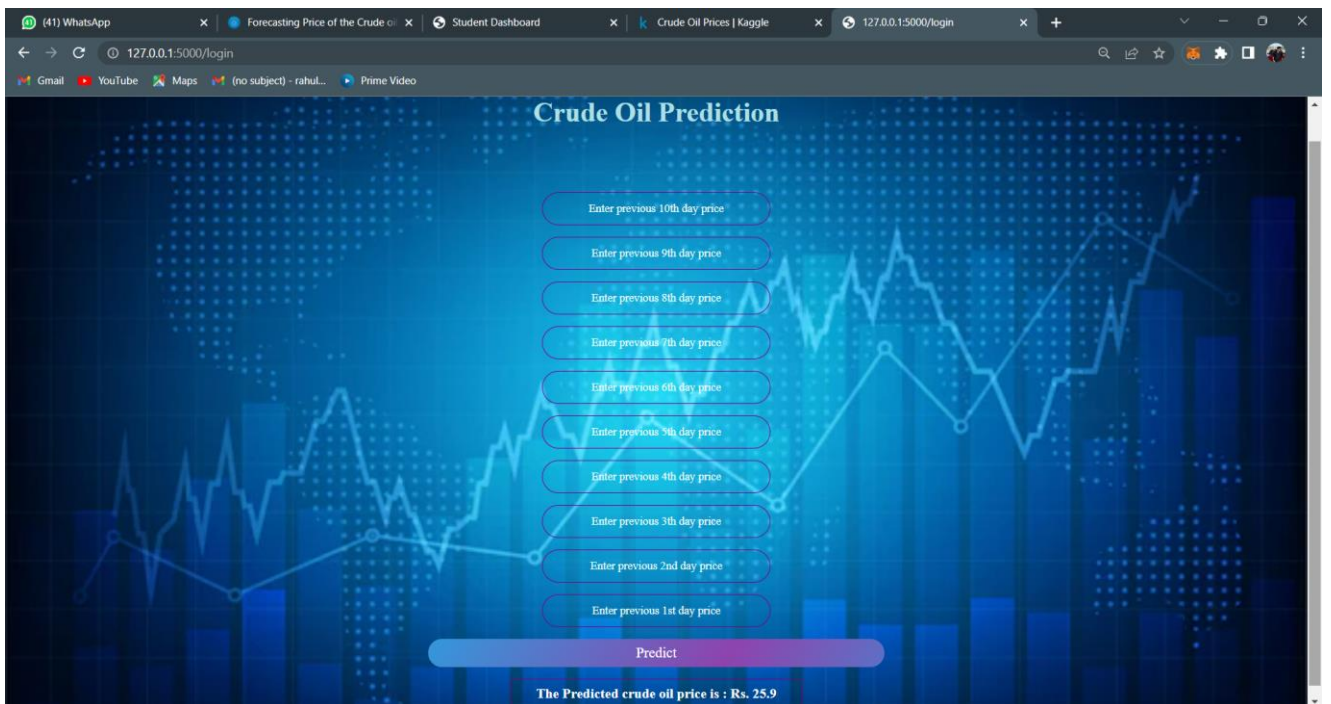 (41) WhatsApp
Forecasting Price of the Crude oil
Student Dashboard
Crude Oil Prices | Kaggle
127.0.0.1:5000/login
127.0.0.1:5000/login
Gmail
YouTube
Maps
(no subject) - rahul...
Prime Video
Crude Oil Prediction
Enter previous 10th day price
Enter previous 9th day price
Enter previous 8th day price
Enter previous 7th day price
Enter previous 6th day price
Enter previous 5th day price
Enter previous 4th day price
Enter previous 3th day price
Enter previous 2nd day price
Enter previous 1st day price
Predict
The Predicted crude oil price is : Rs. 25.9